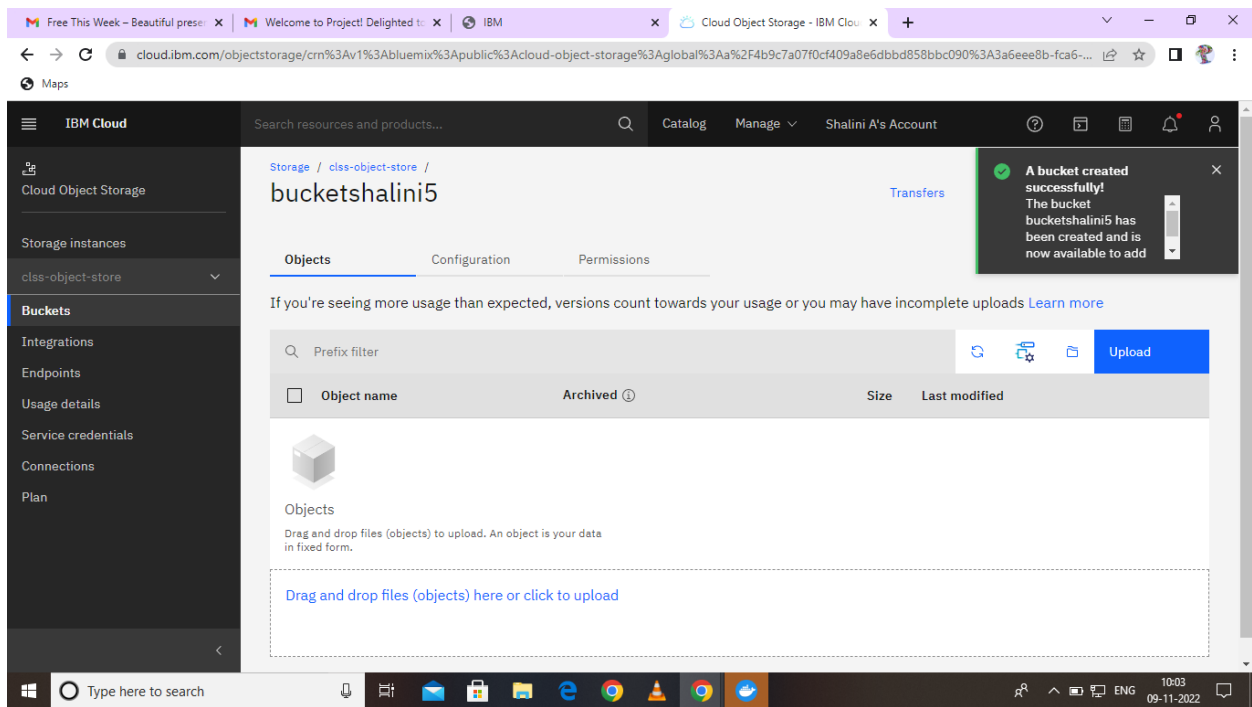 Free This Week – Beautiful preser
Welcome to Project! Delighted to
IBM
Cloud Object Storage - IBM Clou
cloud.ibm.com/objectstorage/crn%3Av1%3Abluemix%3Apublic%3Acloud-object-storage%3Aglobal%3Aa%2F4b9c7a07f0cf409a8e6dbbd858bbc090%3A3a6eee8b-fca6-...
Maps
IBM Cloud
Search resources and products...
Catalog
Manage
Shalini A's Account
Cloud Object Storage
Storage instances
clss-object-store
Buckets
Integrations
Endpoints
Usage details
Service credentials
Connections
Plan
Storage / clss-object-store /
bucketshalini5
Transfers
A bucket created
successfully!
The bucket
bucketshalini5 has
been created and is
now available to add
Objects
Configuration
Permissions
If you're seeing more usage than expected, versions count towards your usage or you may have incomplete uploads Learn more
Prefix filter
Upload
Object name
Archived
Size
Last modified
Objects
Drag and drop files (objects) to upload. An object is your data
in fixed form.
Drag and drop files (objects) here or click to upload
Type here to search
ENG
10:03
09-11-2022